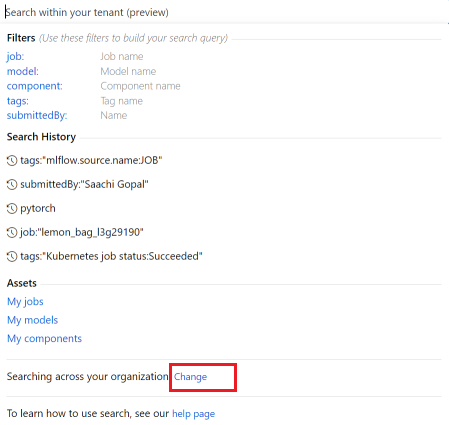 Search within your tenant (preview)
Filters (Use these filters to build your search query)
job: Job name
model: Model name
component: Component name
tags: Tag name
submittedBy: Name
Search History
tags:"mlflow.source.name:JOB"
submittedBy:"Saachi Gopal"
pytorch
job:"lemon_bag_l3g29190"
tags:"Kubernetes job status:Succeeded"
Assets
My jobs
My models
My components
Searching across your organization Change
To learn how to use search, see our help page